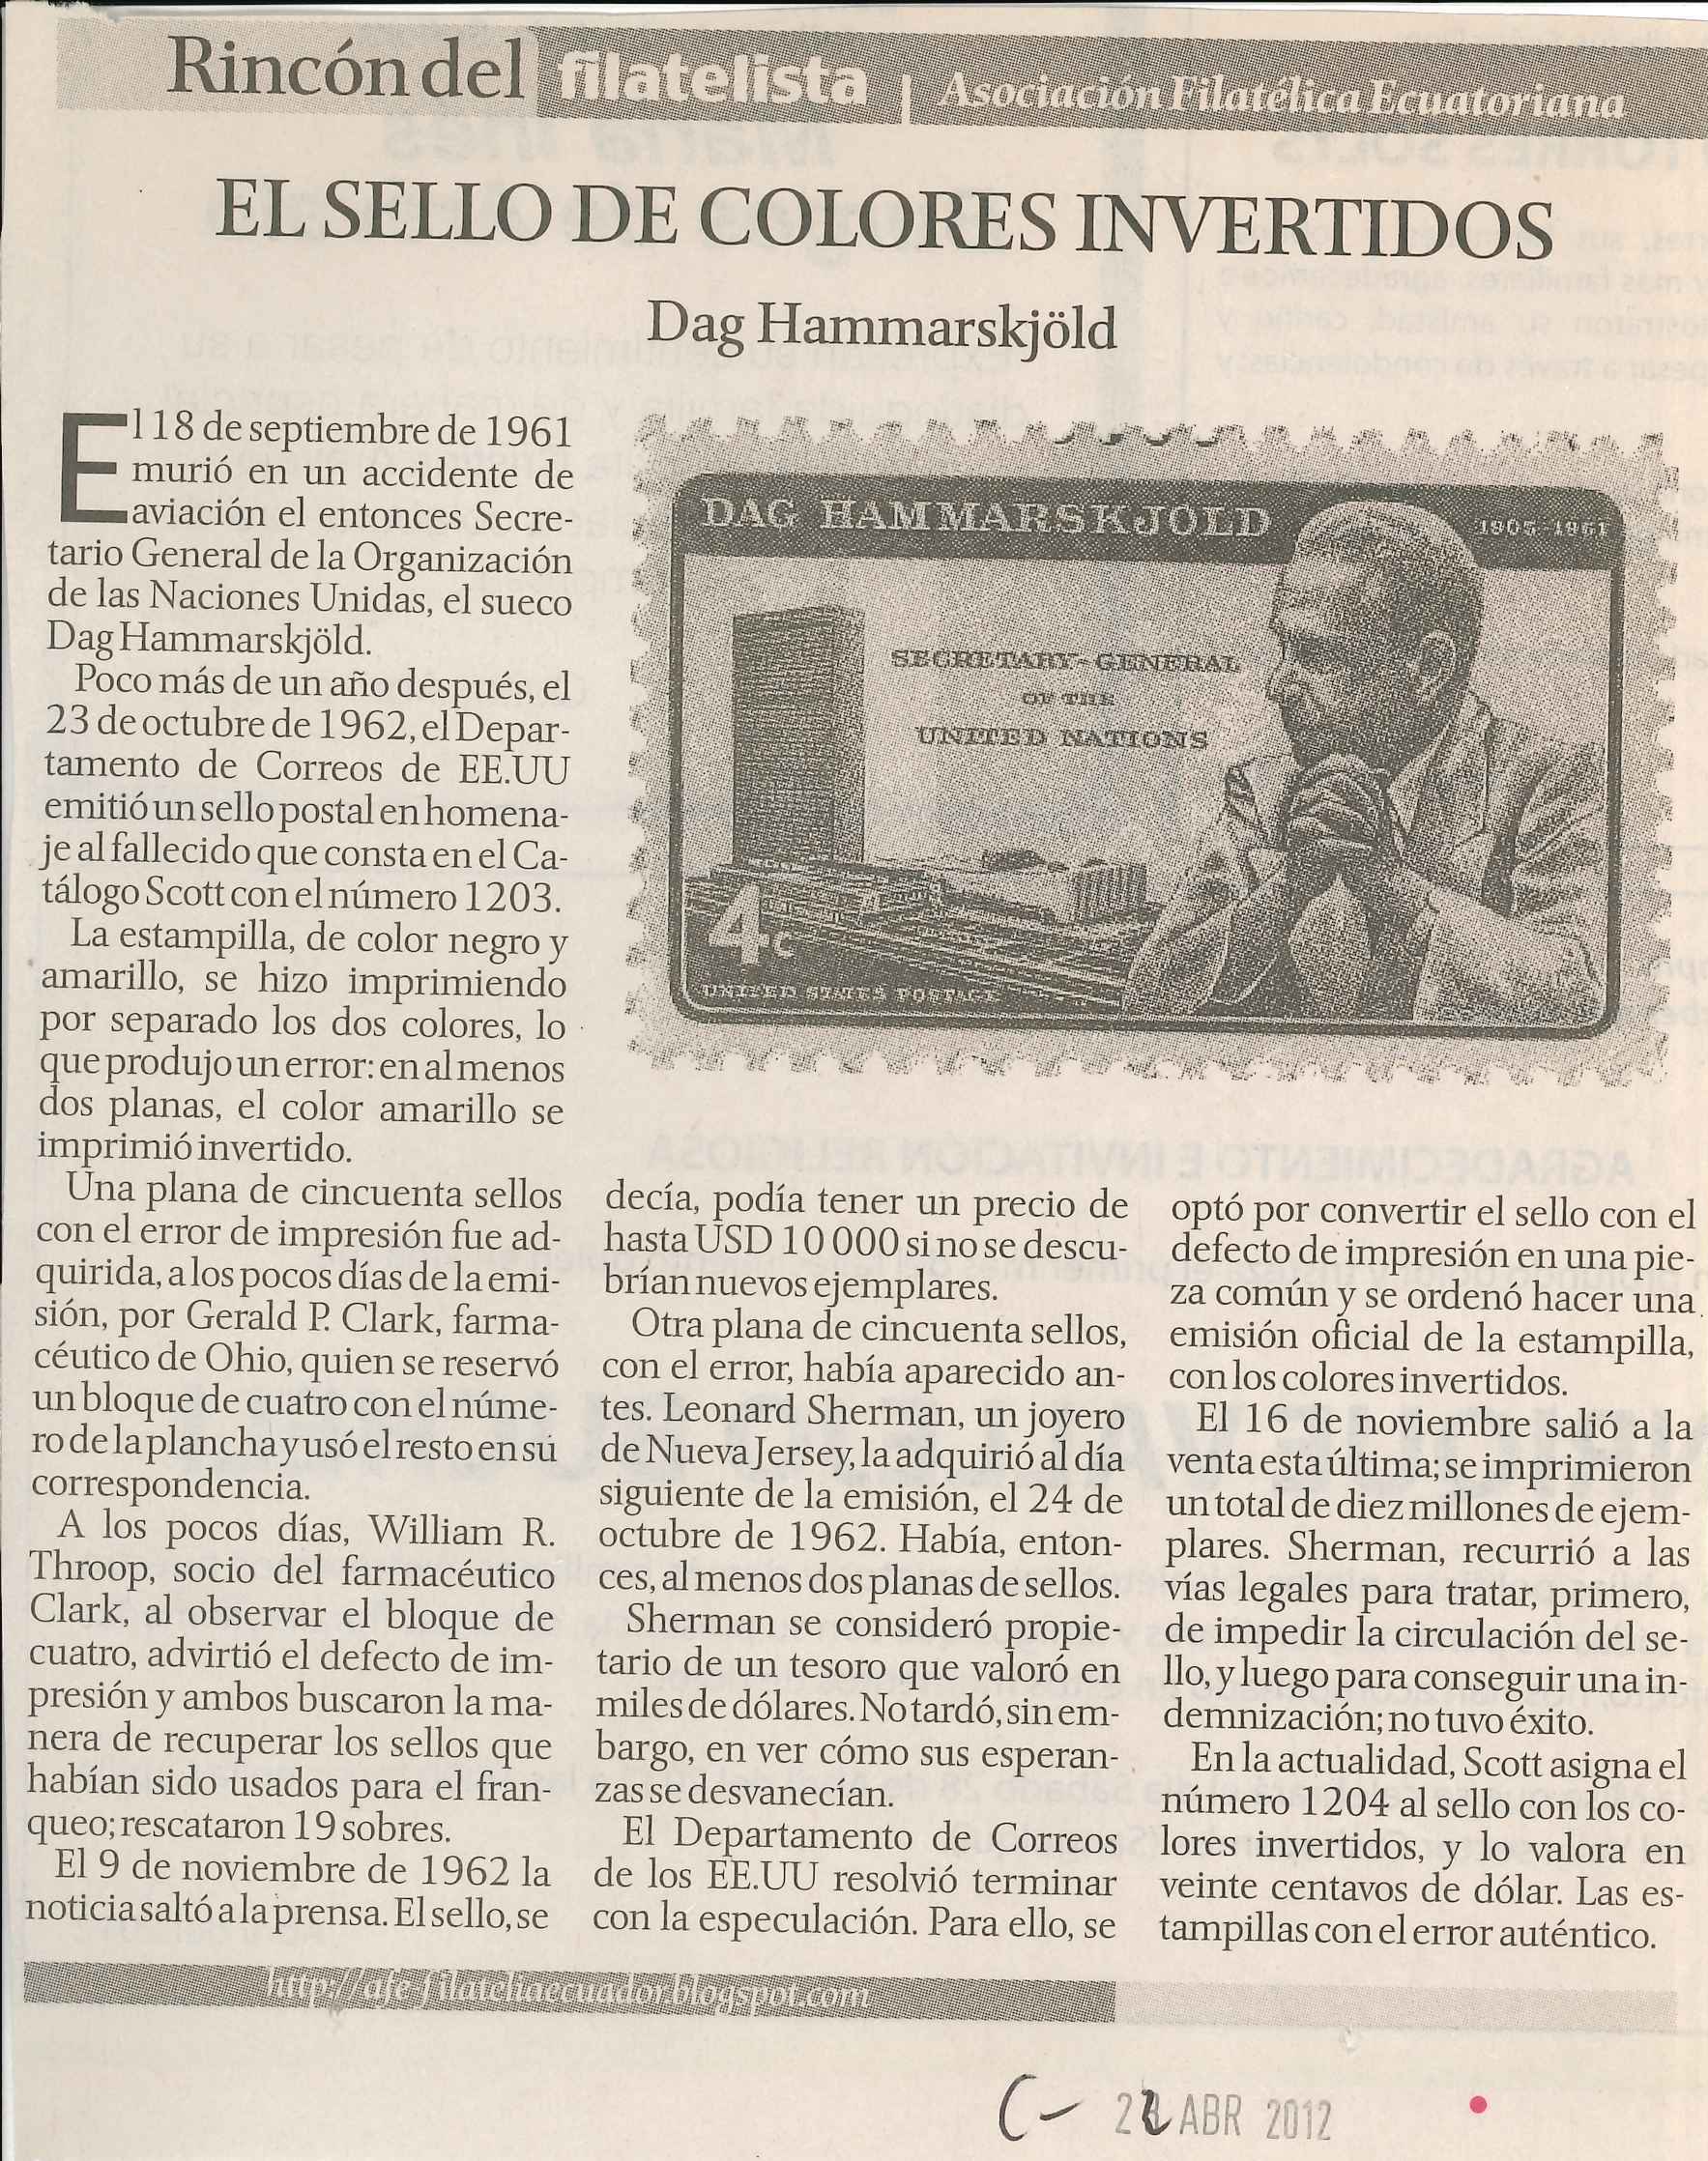 Rincón del filatelista | Asociación Filatélica Ecuatoriana
EL SELLO DE COLORES INVERTIDOS
Dag Hammarskjöld
El 18 de septiembre de 1961
murió en un accidente de
aviación el entonces Secre-
tario General de la Organización
de las Naciones Unidas, el sueco
Dag Hammarskjöld.
Poco más de un año después, el
23 de octubre de 1962, el Depar-
tamento de Correos de EE.UU
emitió un sello postal en homena-
je al fallecido que consta en el Ca-
tálogo Scott con el número 1203.
La estampilla, de color negro y
amarillo, se hizo imprimiendo
por separado los dos colores, lo
que produjo un error: en al menos
dos planas, el color amarillo se
imprimió invertido.
Una plana de cincuenta sellos
con el error de impresión fue ad-
quirida, a los pocos días de la emi-
sión, por Gerald P. Clark, farma-
céutico de Ohio, quien se reservó
un bloque de cuatro con el núme-
ro de la plancha y usó el resto en su
correspondencia.
A los pocos días, William R.
Throop, socio del farmacéutico
Clark, al observar el bloque de
cuatro, advirtió el defecto de im-
presión y ambos buscaron la ma-
nera de recuperar los sellos que
habían sido usados para el fran-
queo; rescataron 19 sobres.
El 9 de noviembre de 1962 la
noticia saltó a la prensa. El sello, se
DAG HAMMARSKJOLD 1905-1961
SECRETARY-GENERAL
OF THE
UNITED NATIONS
4c
UNITED STATES POSTAGE
decía, podía tener un precio de
hasta USD 10 000 si no se descu-
brían nuevos ejemplares.
Otra plana de cincuenta sellos,
con el error, había aparecido an-
tes. Leonard Sherman, un joyero
de Nueva Jersey, la adquirió al día
siguiente de la emisión, el 24 de
octubre de 1962. Había, enton-
ces, al menos dos planas de sellos.
Sherman se consideró propie-
tario de un tesoro que valoró en
miles de dólares. No tardó, sin em-
bargo, en ver cómo sus esperan-
zas se desvanecían.
El Departamento de Correos
de los EE.UU resolvió terminar
con la especulación. Para ello, se
optó por convertir el sello con el
defecto de impresión en una pie-
za común y se ordenó hacer una
emisión oficial de la estampilla,
con los colores invertidos.
El 16 de noviembre salió a la
venta esta última; se imprimieron
un total de diez millones de ejem-
plares. Sherman, recurrió a las
vías legales para tratar, primero,
de impedir la circulación del se-
llo, y luego para conseguir una in-
demnización; no tuvo éxito.
En la actualidad, Scott asigna el
número 1204 al sello con los co-
lores invertidos, y lo valora en
veinte centavos de dólar. Las es-
tampillas con el error auténtico.
http://afe-filateliaecuador.blogspot.com
C- 22 ABR 2012